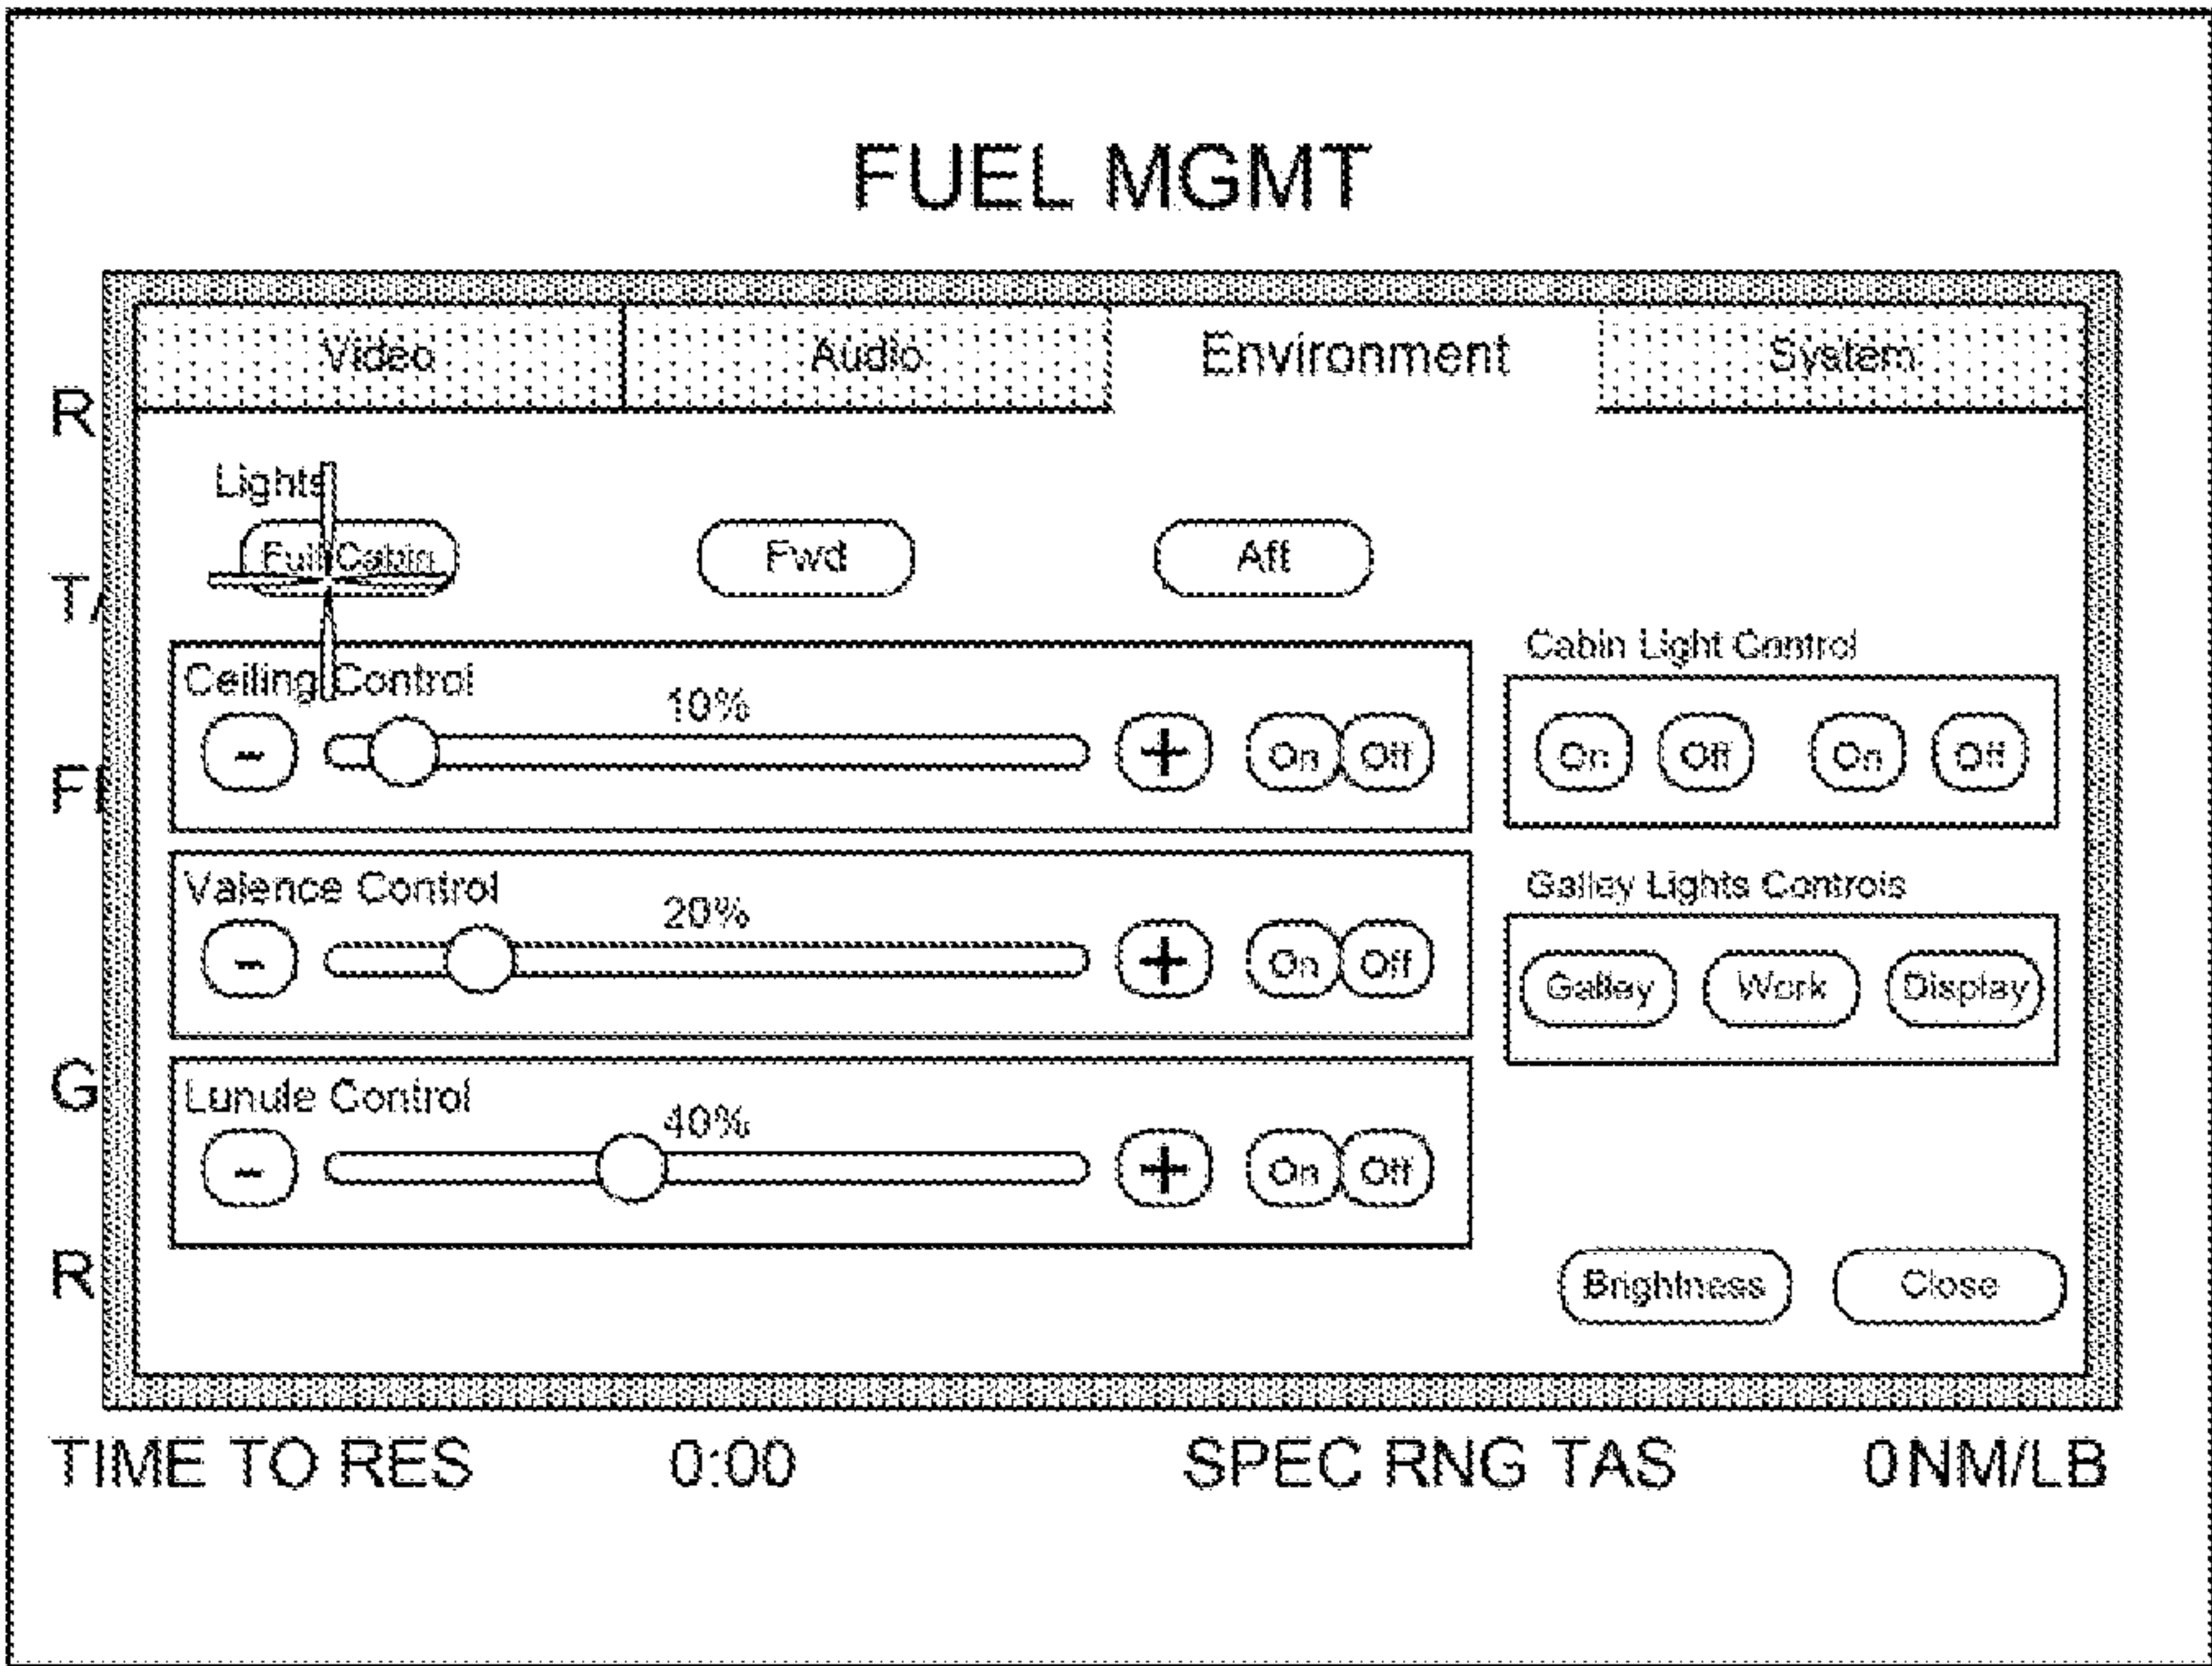 FUEL MGMT
Video Audio Environment System
R
Lights
Full Cabin Fwd Aft
T/
Ceiling Control
10%
- + On Off
Cabin Light Control
On Off On Off
F
Valence Control
20%
- + On Off
Galley Lights Controls
Galley Work Display
G
Lunule Control
40%
- + On Off
R
Brightness Close
TIME TO RES 0:00 SPEC RNG TAS 0NM/LB